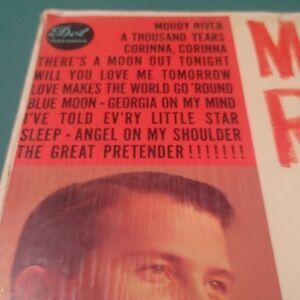 Dot
RECORDS
MOODY RIVER
A THOUSAND YEARS
CORINNA, CORINNA
THERE'S A MOON OUT TONIGHT
WILL YOU LOVE ME TOMORROW
LOVE MAKES THE WORLD GO 'ROUND
BLUE MOON - GEORGIA ON MY MIND
I'VE TOLD EV'RY LITTLE STAR
SLEEP - ANGEL ON MY SHOULDER
THE GREAT PRETENDER !!!!!!!
M
R